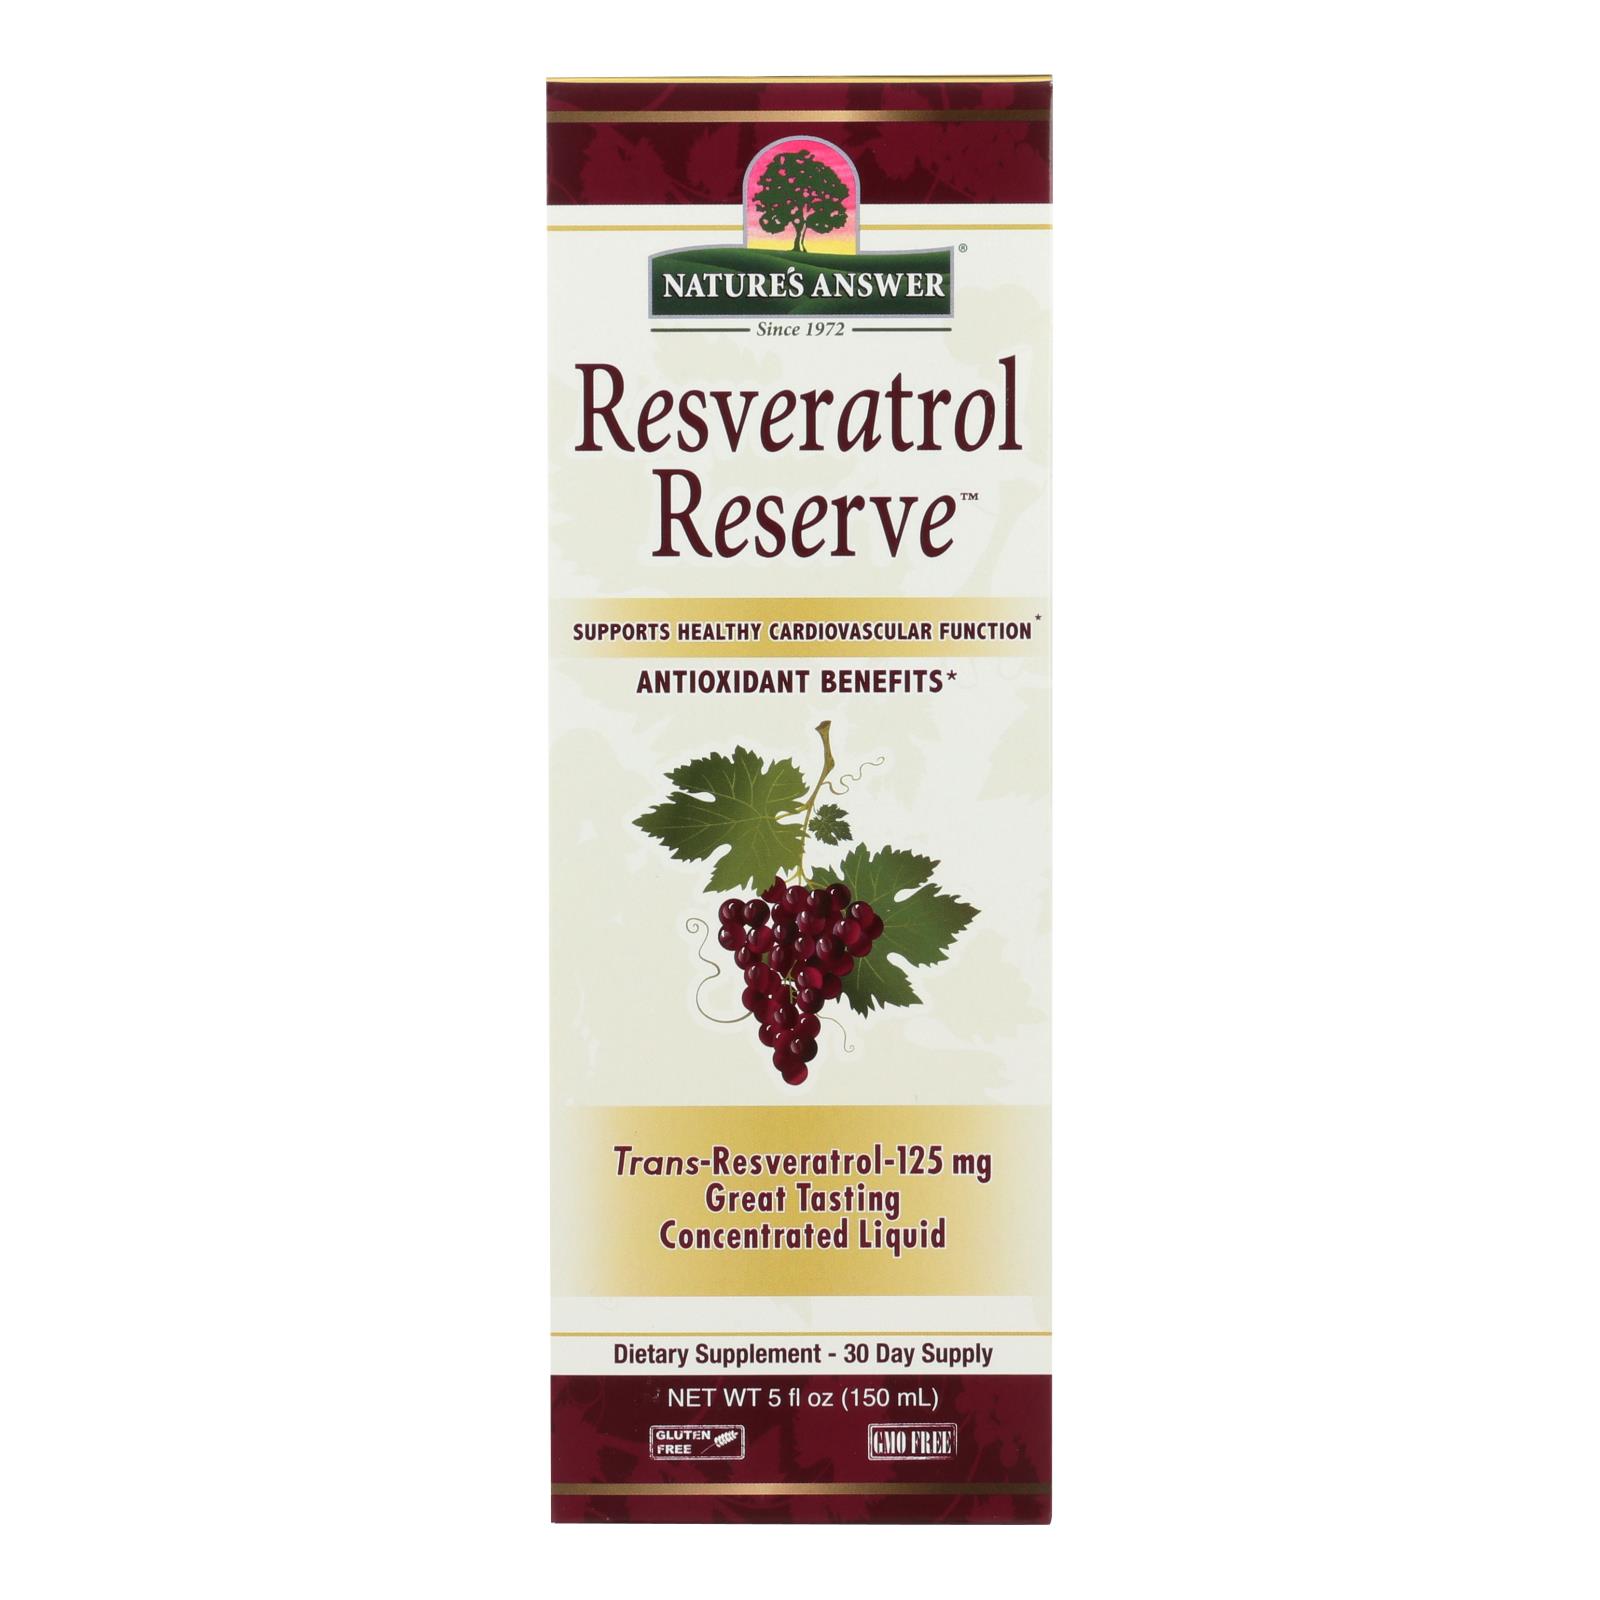 NATURE'S ANSWER®
Since 1972
Resveratrol
Reserve™
SUPPORTS HEALTHY CARDIOVASCULAR FUNCTION*
ANTIOXIDANT BENEFITS*
Trans-Resveratrol-125 mg
Great Tasting
Concentrated Liquid
Dietary Supplement - 30 Day Supply
NET WT 5 fl oz (150 mL)
GLUTEN
FREE
GMO FREE